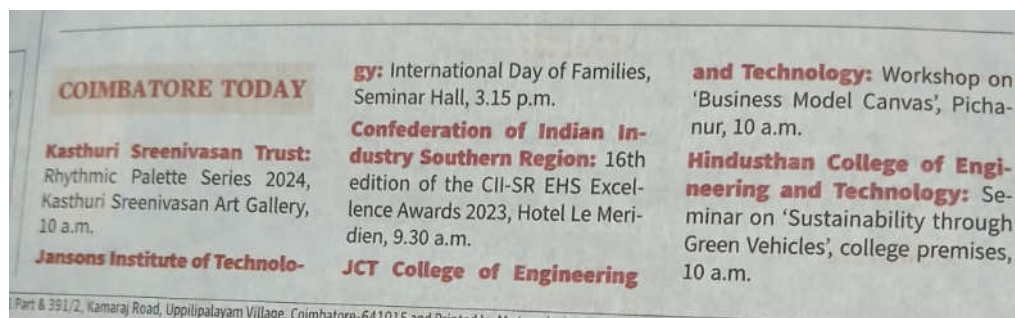 COIMBATORE TODAY
Kasthuri Sreenivasan Trust:
Rhythmic Palette Series 2024,
Kasthuri Sreenivasan Art Gallery,
10 a.m.
Jansons Institute of Technolo-
gy: International Day of Families,
Seminar Hall, 3.15 p.m.
Confederation of Indian In-
dustry Southern Region: 16th
edition of the CII-SR EHS Excel-
lence Awards 2023, Hotel Le Meri-
dien, 9.30 a.m.
JCT College of Engineering
and Technology: Workshop on
'Business Model Canvas', Picha-
nur, 10 a.m.
Hindusthan College of Engi-
neering and Technology: Se-
minar on 'Sustainability through
Green Vehicles', college premises,
10 a.m.
Part & 391/2, Kamaraj Road, Uppilipalayam Village, Coimbatore-641015 and Printed by